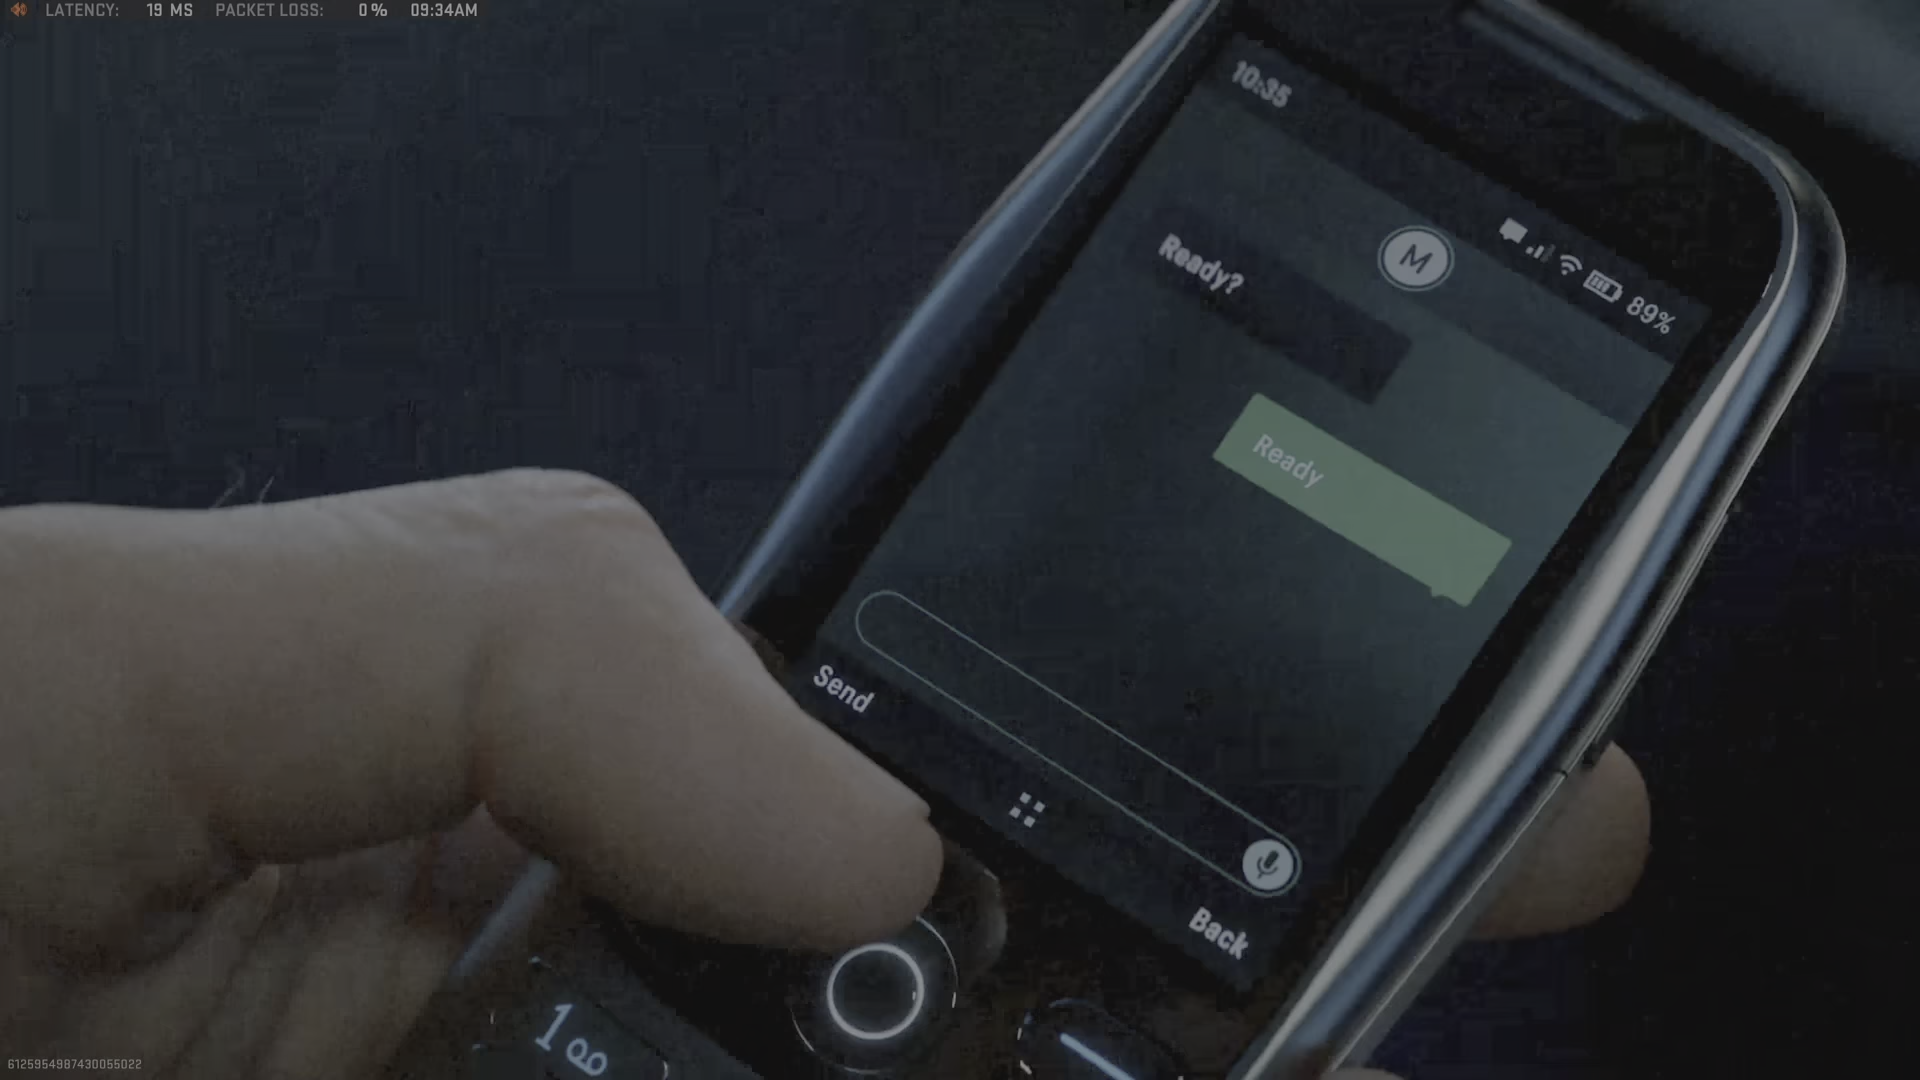 LATENCY: 19 MS PACKET LOSS: 0% 09:34AM
10:35
89%
M
Ready?
Ready
Send
Back
1
6125954987430055022